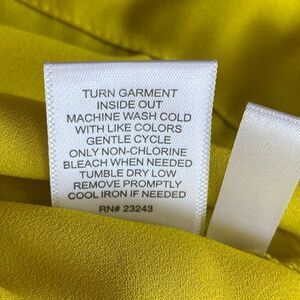 TURN GARMENT
INSIDE OUT
MACHINE WASH COLD
WITH LIKE COLORS
GENTLE CYCLE
ONLY NON-CHLORINE
BLEACH WHEN NEEDED
TUMBLE DRY LOW
REMOVE PROMPTLY
COOL IRON IF NEEDED
RN# 23243